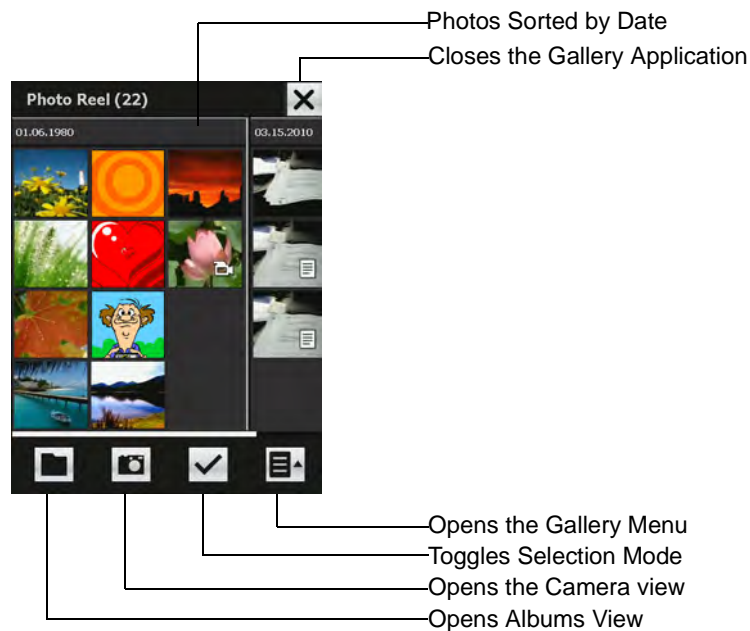 Photos Sorted by Date
Closes the Gallery Application
Photo Reel (22)
01.06.1980
03.15.2010
Opens the Gallery Menu
Toggles Selection Mode
Opens the Camera view
Opens Albums View